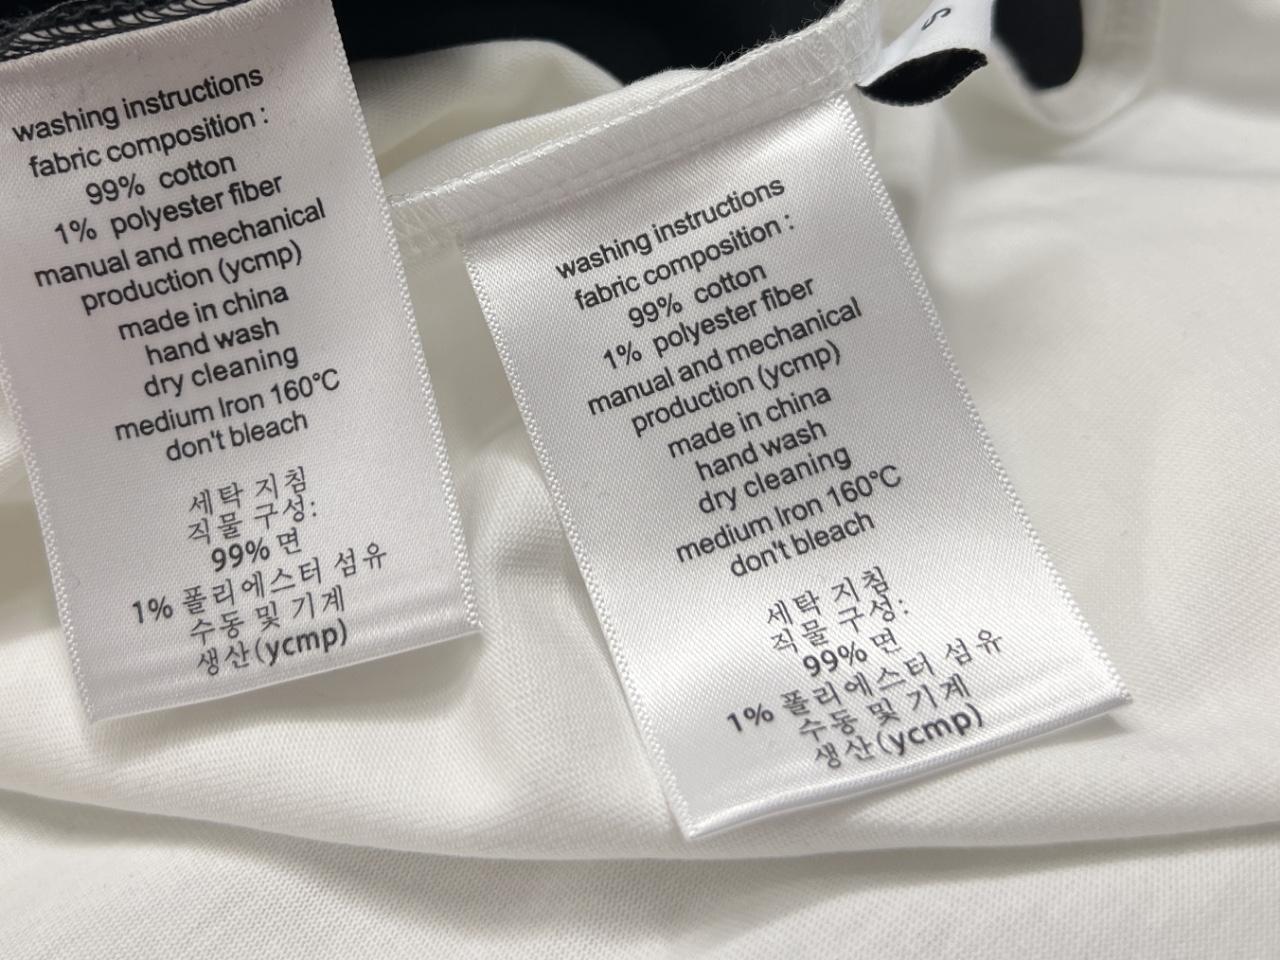 washing instructions
fabric composition :
99% cotton
1% polyester fiber
manual and mechanical
production (ycmp)
made in china
hand wash
dry cleaning
medium Iron 160°C
don't bleach
세탁 지침
직물 구성:
99% 면
1% 폴리에스터 섬유
수동 및 기계
생산(ycmp)
washing instructions
fabric composition :
99% cotton
1% polyester fiber
manual and mechanical
production (ycmp)
made in china
hand wash
dry cleaning
medium Iron 160°C
don't bleach
세탁 지침
직물 구성:
99% 면
1% 폴리에스터 섬유
수동 및 기계
생산(ycmp)
S